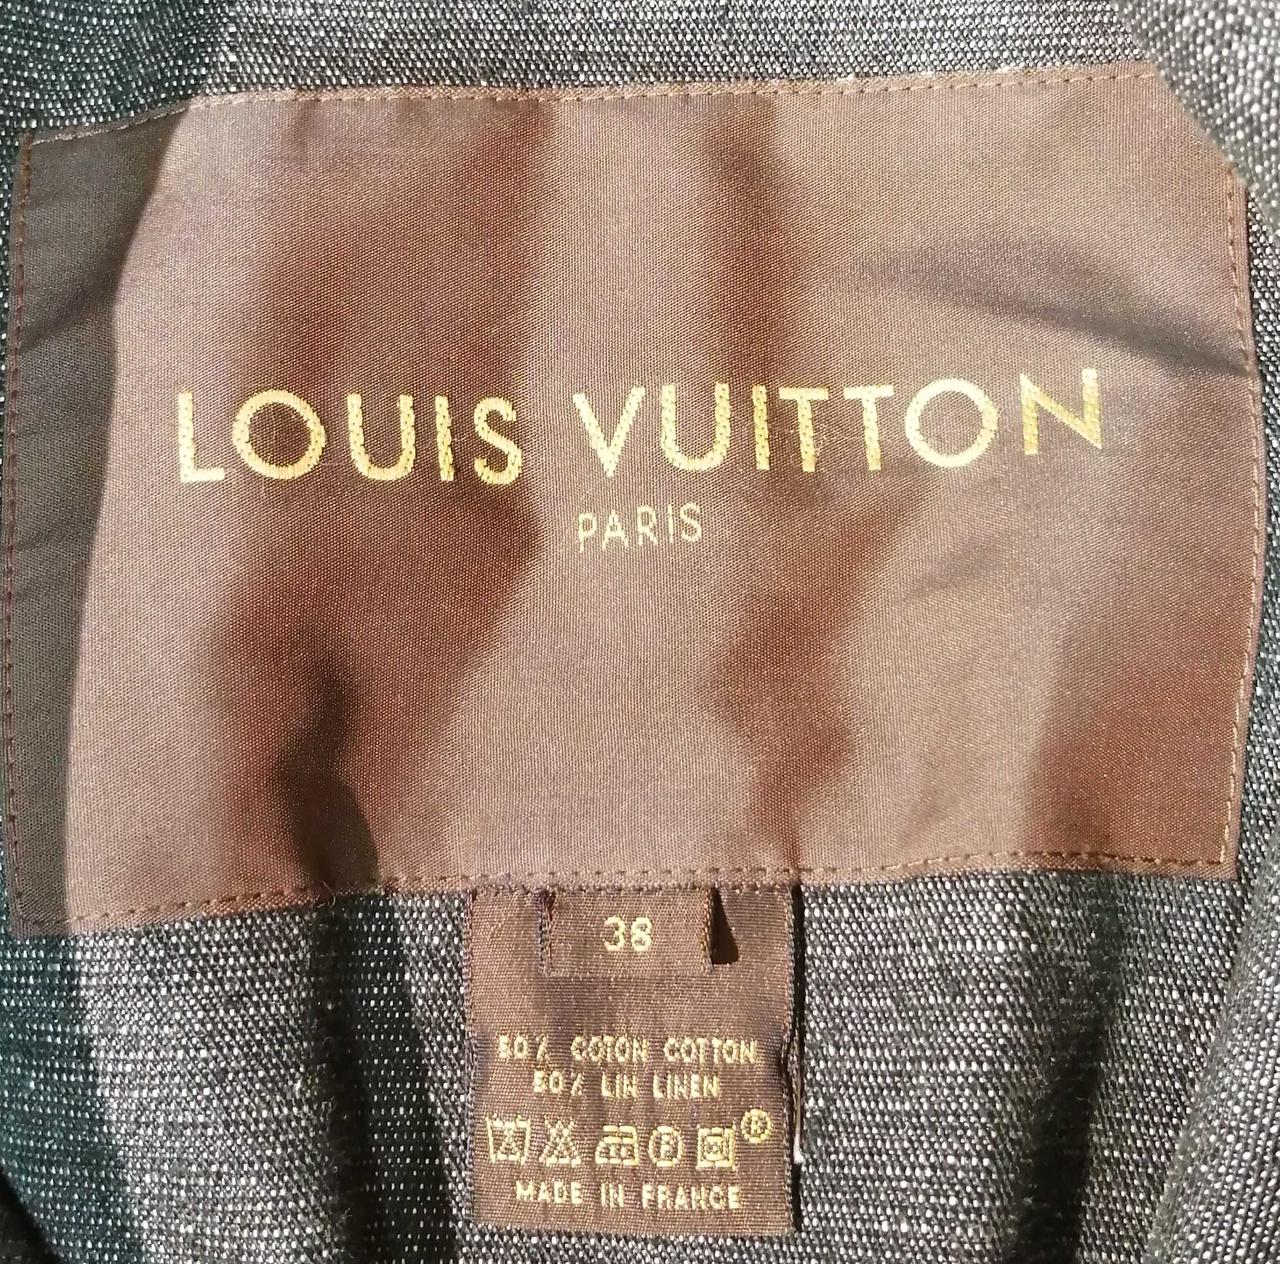 LOUIS VUITTON
PARIS
38
50% COTON COTTON
50% LIN LINEN
®
MADE IN FRANCE